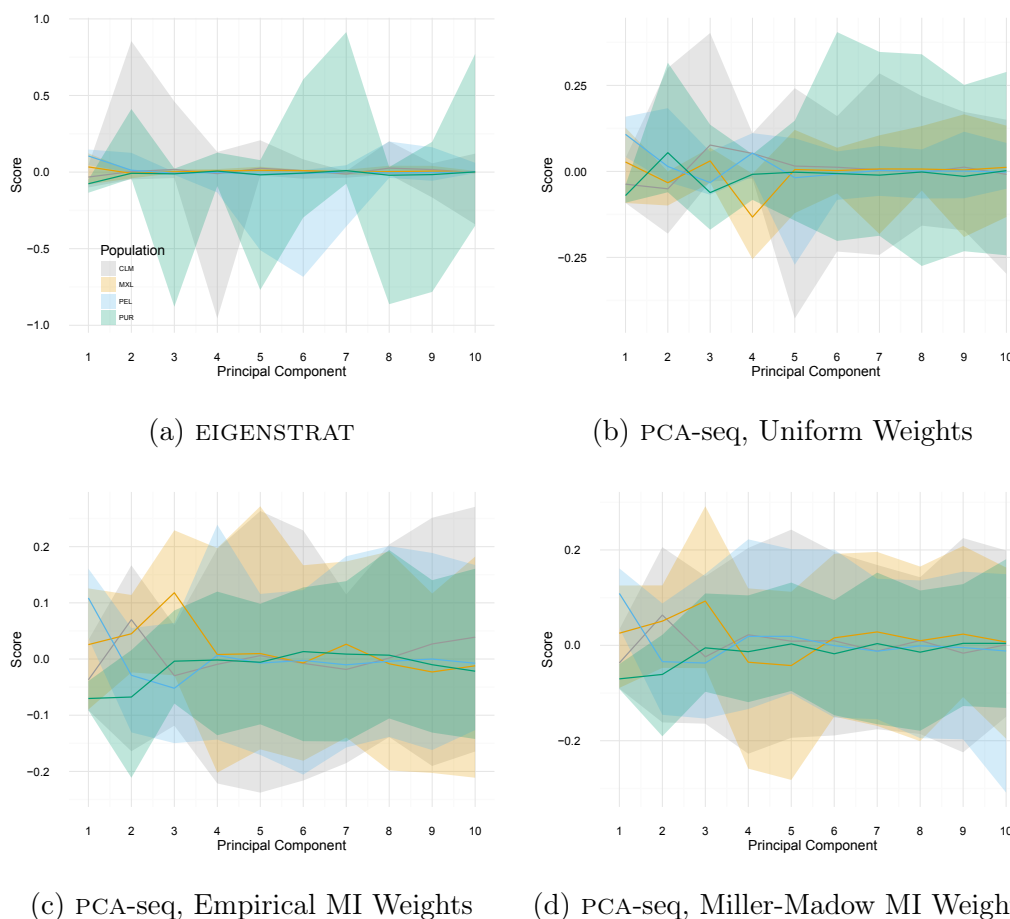 1.0
0.5
0.0
−0.5
−1.0
Score
Population
CLM
MXL
PEL
PUR
1 2 3 4 5 6 7 8 9 10
Principal Component
(a) EIGENSTRAT
0.25
0.00
−0.25
Score
1 2 3 4 5 6 7 8 9 10
Principal Component
(b) PCA-seq, Uniform Weights
0.2
0.1
0.0
−0.1
−0.2
Score
1 2 3 4 5 6 7 8 9 10
Principal Component
(c) PCA-seq, Empirical MI Weights
0.2
0.0
−0.2
Score
1 2 3 4 5 6 7 8 9 10
Principal Component
(d) PCA-seq, Miller-Madow MI Weigh